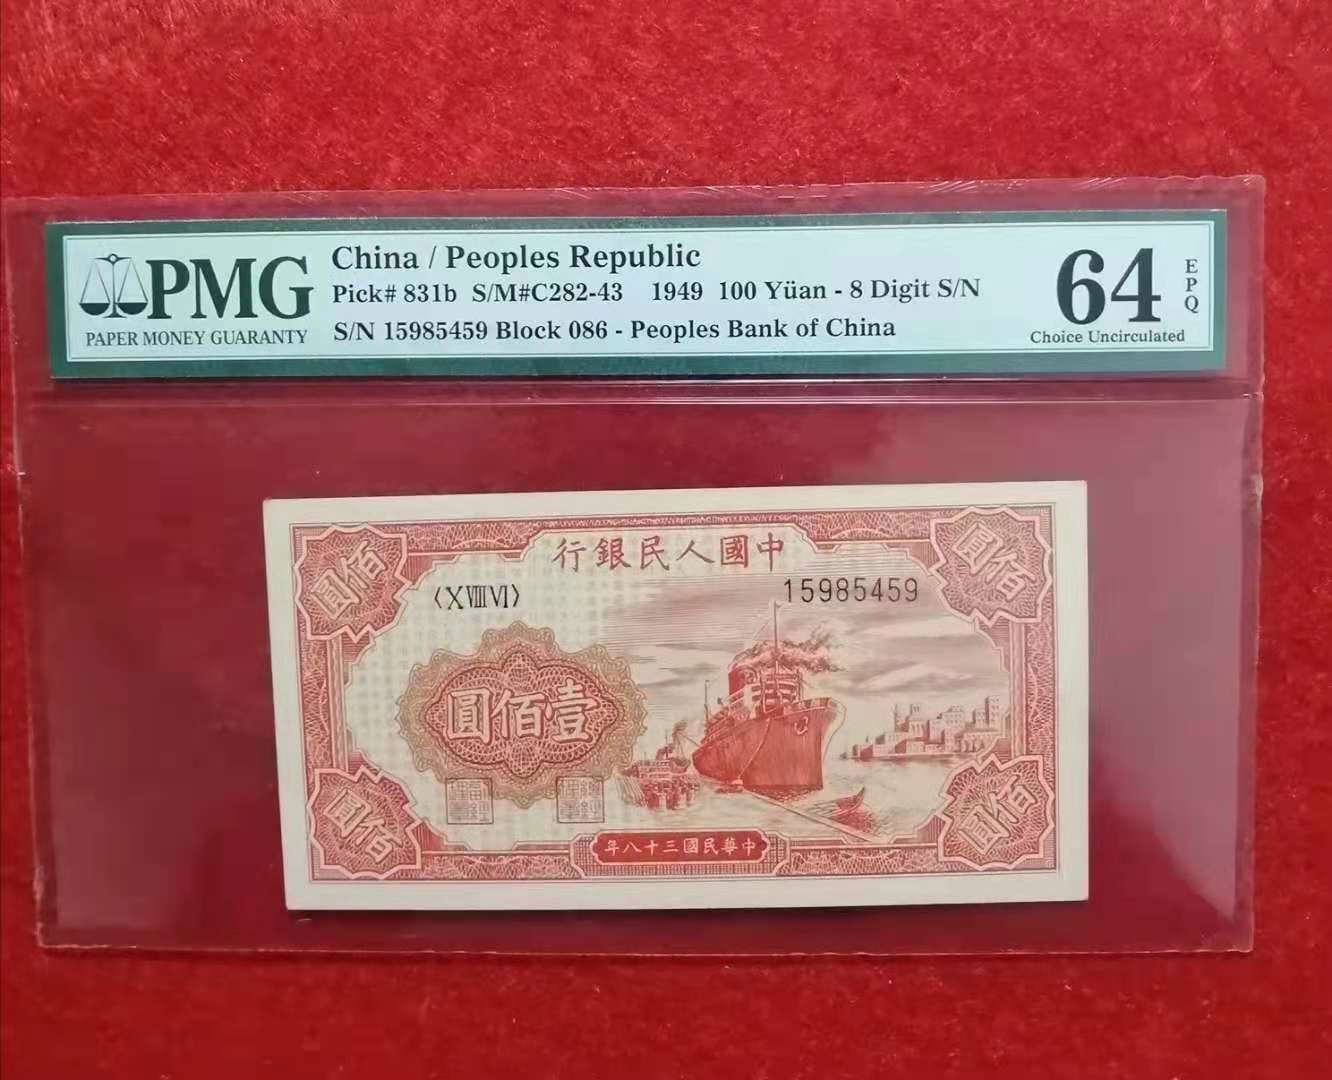 PMG
PAPER MONEY GUARANTY
China / Peoples Republic
Pick# 831b S/M#C282-43 1949 100 Yüan - 8 Digit S/N
S/N 15985459 Block 086 - Peoples Bank of China
64
EPQ
Choice Uncirculated
行銀民人國中
圓佰
圓佰
〈X VIII VI〉
15985459
圓佰壹
圓佰
圓佰
年八十三國民華中